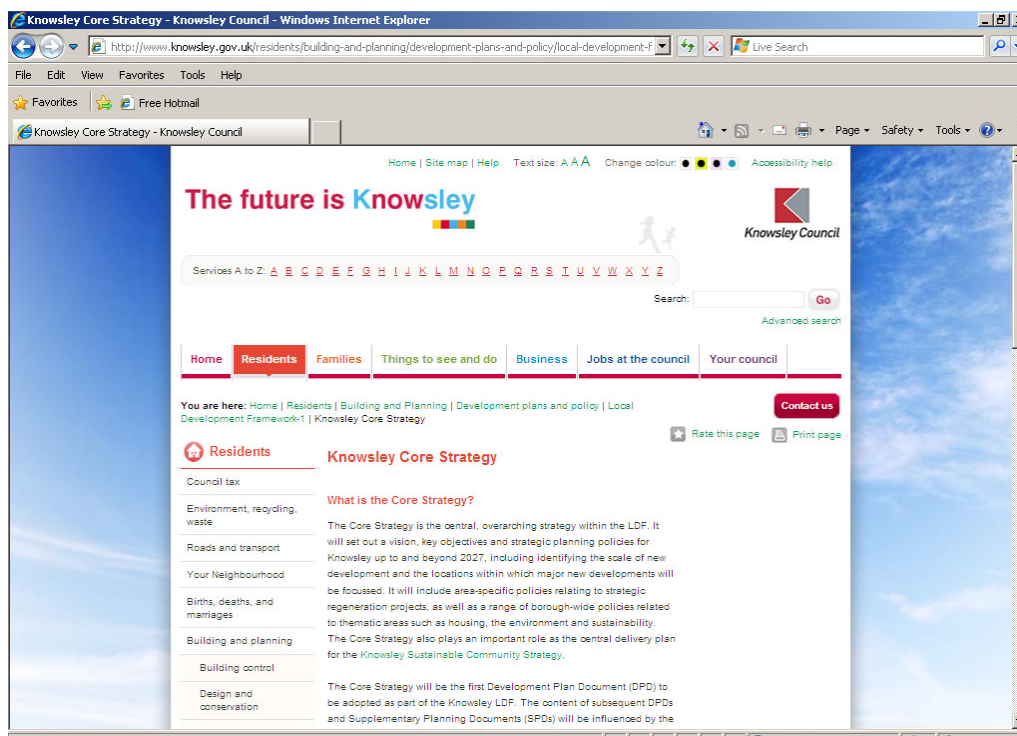 Knowsley Core Strategy - Knowsley Council - Windows Internet Explorer
http://www.knowsley.gov.uk/residents/building-and-planning/development-plans-and-policy/local-development-f
Live Search
File Edit View Favorites Tools Help
Favorites Free Hotmail
Knowsley Core Strategy - Knowsley Council
Page Safety Tools
Home | Site map | Help Text size: A A A Change colour: Accessibility help
The future is Knowsley
Knowsley Council
Services A to Z: A B C D E F G H I J K L M N O P Q R S T U V W X Y Z
Search: Go
Advanced search
Home Residents Families Things to see and do Business Jobs at the council Your council
You are here: Home | Residents | Building and Planning | Development plans and policy | Local
Development Framework-1 | Knowsley Core Strategy
Contact us
Rate this page Print page
Residents
Council tax
Environment, recycling,
waste
Roads and transport
Your Neighbourhood
Births, deaths, and
marriages
Building and planning
Building control
Design and
conservation
Knowsley Core Strategy
What is the Core Strategy?
The Core Strategy is the central, overarching strategy within the LDF. It
will set out a vision, key objectives and strategic planning policies for
Knowsley up to and beyond 2027, including identifying the scale of new
development and the locations within which major new developments will
be focussed. It will include area-specific policies relating to strategic
regeneration projects, as well as a range of borough-wide policies related
to thematic areas such as housing, the environment and sustainability.
The Core Strategy also plays an important role as the central delivery plan
for the Knowsley Sustainable Community Strategy.
The Core Strategy will be the first Development Plan Document (DPD) to
be adopted as part of the Knowsley LDF. The content of subsequent DPDs
and Supplementary Planning Documents (SPDs) will be influenced by the